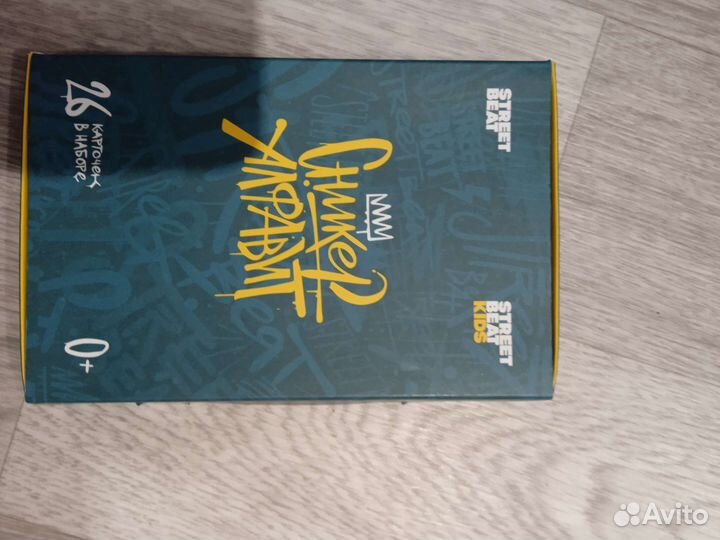 STREET
BEAT
STREET
BEAT
KIDS
СНИКЕР
АЛФАВИТ
26
КАРТОЧЕК
В НАБОРЕ
0+
Avito